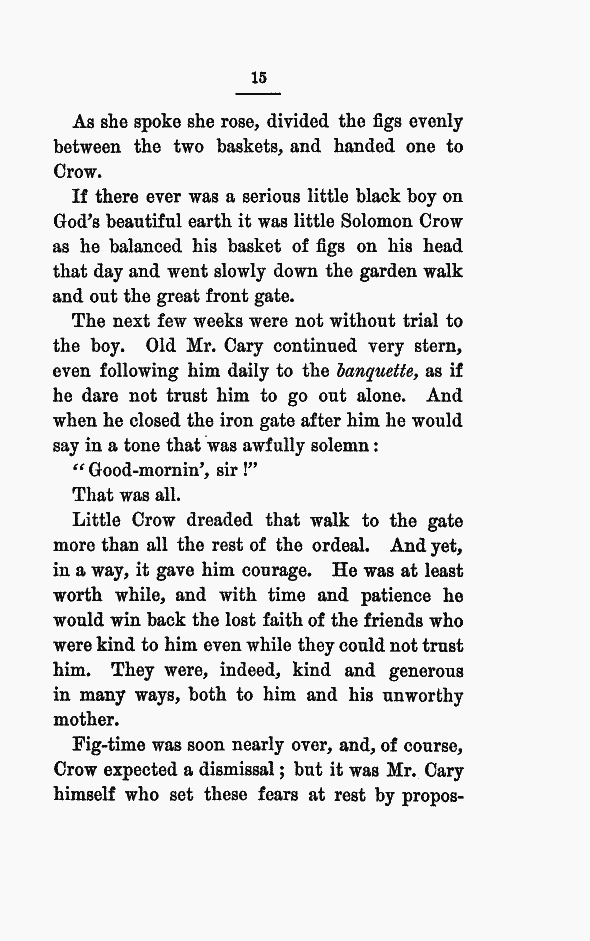 15
As she spoke she rose, divided the figs evenly
between the two baskets, and handed one to
Crow.
If there ever was a serious little black boy on
God's beautiful earth it was little Solomon Crow
as he balanced his basket of figs on his head
that day and went slowly down the garden walk
and out the great front gate.
The next few weeks were not without trial to
the boy. Old Mr. Cary continued very stern,
even following him daily to the banquette, as if
he dare not trust him to go out alone. And
when he closed the iron gate after him he would
say in a tone that was awfully solemn :
“ Good-mornin', sir !”
That was all.
Little Crow dreaded that walk to the gate
more than all the rest of the ordeal. And yet,
in a way, it gave him courage. He was at least
worth while, and with time and patience he
would win back the lost faith of the friends who
were kind to him even while they could not trust
him. They were, indeed, kind and generous
in many ways, both to him and his unworthy
mother.
Fig-time was soon nearly over, and, of course,
Crow expected a dismissal ; but it was Mr. Cary
himself who set these fears at rest by propos-